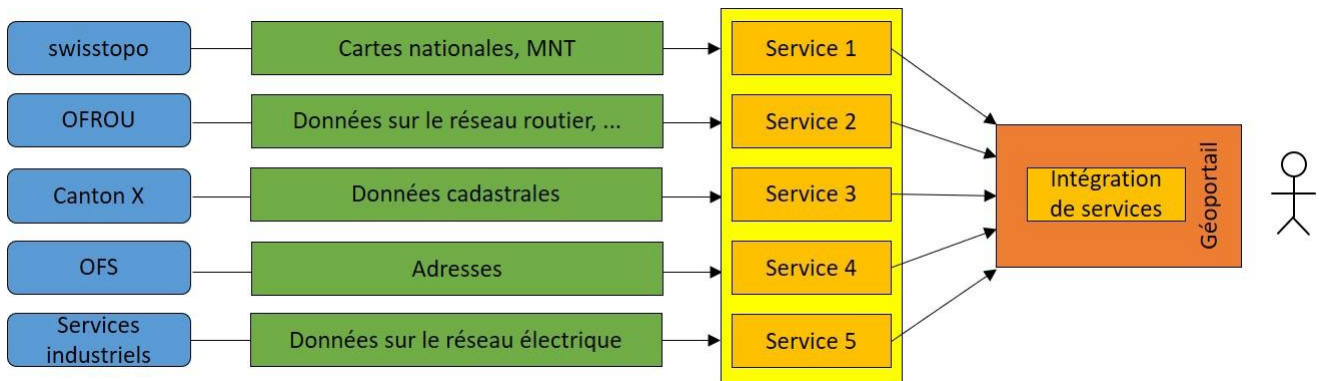 swisstopo
Cartes nationales, MNT
Service 1
OFROU
Données sur le réseau routier, ...
Service 2
Canton X
Données cadastrales
Service 3
OFS
Adresses
Service 4
Services
industriels
Données sur le réseau électrique
Service 5
Intégration
de services
Géoportail